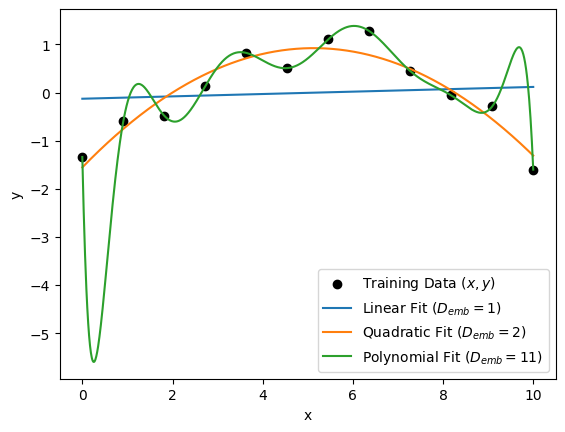 1
0
−1
−2
−3
−4
−5
y
0
2
4
6
8
10
x
Training Data (x, y)
Linear Fit (D_emb = 1)
Quadratic Fit (D_emb = 2)
Polynomial Fit (D_emb = 11)